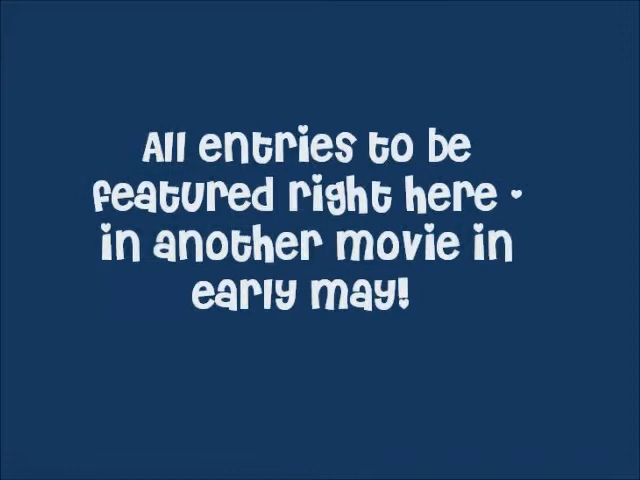 All entries to be
featured right here -
in another movie in
early may!